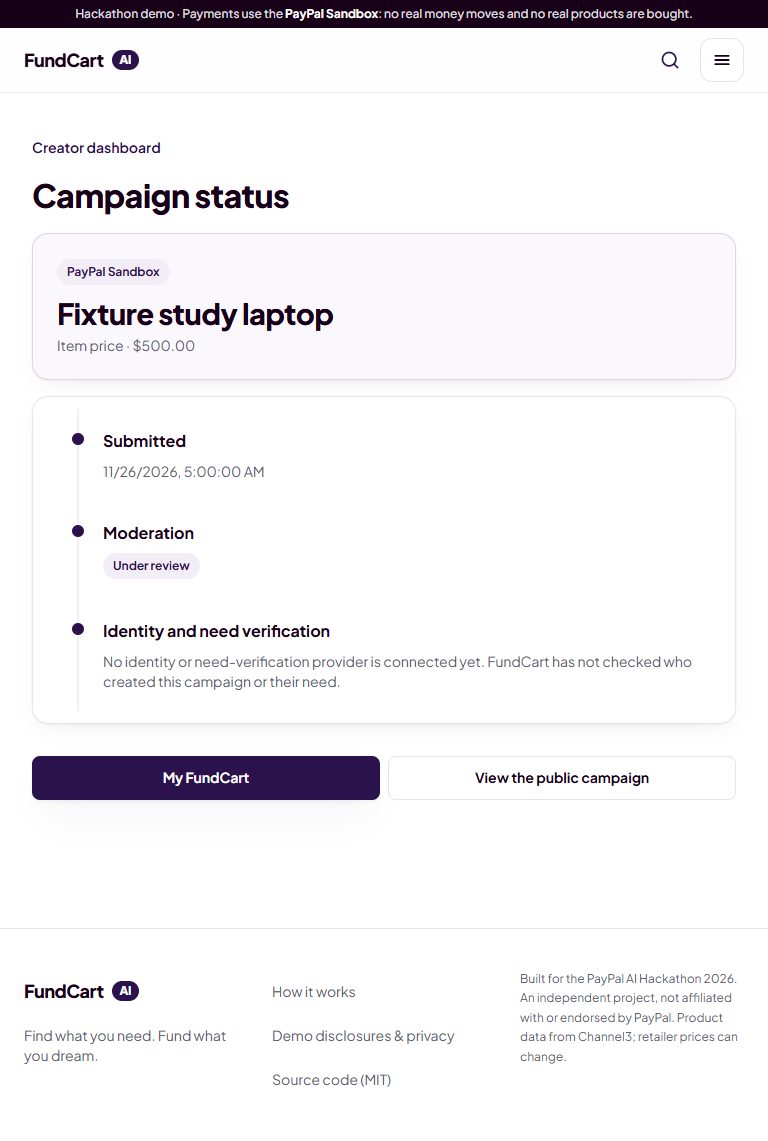 Hackathon demo · Payments use the PayPal Sandbox: no real money moves and no real products are bought.
FundCart AI
Creator dashboard
Campaign status
PayPal Sandbox
Fixture study laptop
Item price · $500.00
Submitted
11/26/2026, 5:00:00 AM
Moderation
Under review
Identity and need verification
No identity or need-verification provider is connected yet. FundCart has not checked who
created this campaign or their need.
My FundCart
View the public campaign
FundCart AI
Find what you need. Fund what
you dream.
How it works
Demo disclosures & privacy
Source code (MIT)
Built for the PayPal AI Hackathon 2026.
An independent project, not affiliated
with or endorsed by PayPal. Product
data from Channel3; retailer prices can
change.